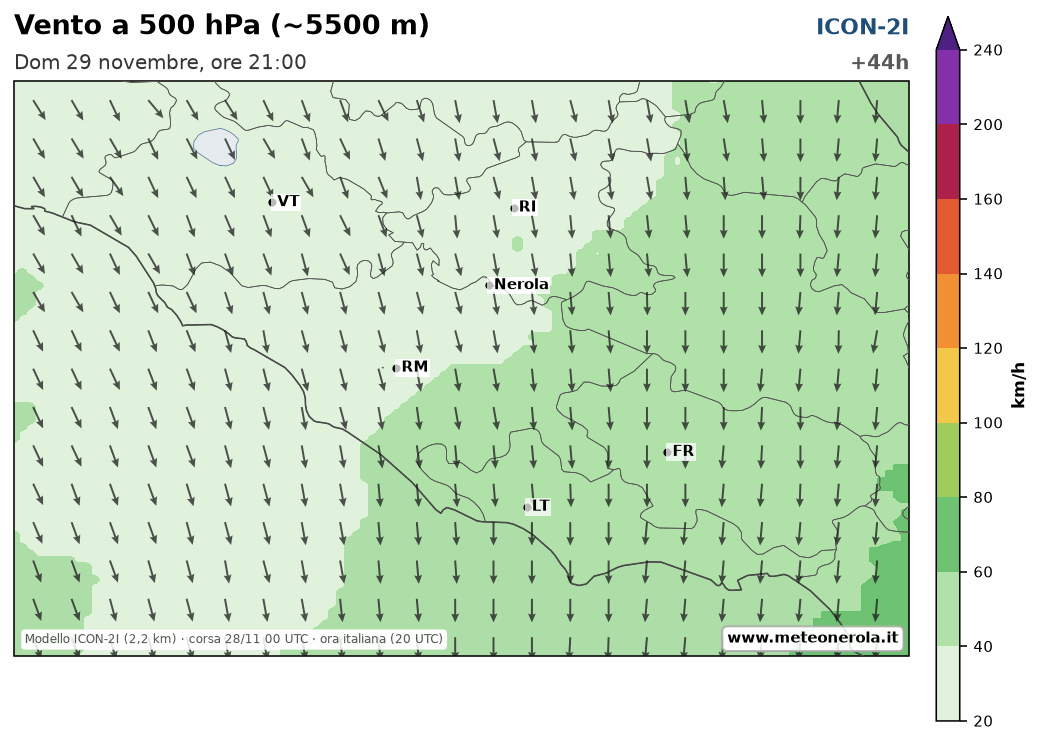 Vento a 500 hPa (~5500 m)
ICON-2I
Dom 29 novembre, ore 21:00
+44h
240
200
160
140
120
100
80
60
40
20
km/h
VT
RI
Nerola
RM
FR
LT
Modello ICON-2I (2,2 km) · corsa 28/11 00 UTC · ora italiana (20 UTC)
www.meteonerola.it